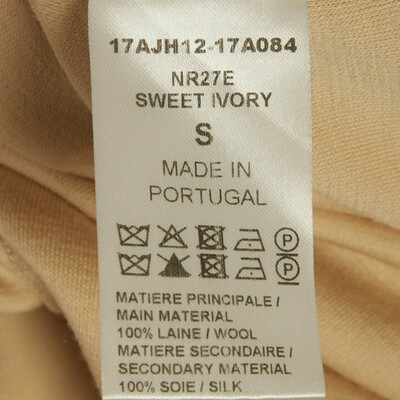 17AJH12-17A084
NR27E
SWEET IVORY
S
MADE IN
PORTUGAL
P
P
MATIERE PRINCIPALE /
MAIN MATERIAL
100% LAINE / WOOL
MATIERE SECONDAIRE /
SECONDARY MATERIAL
100% SOIE / SILK